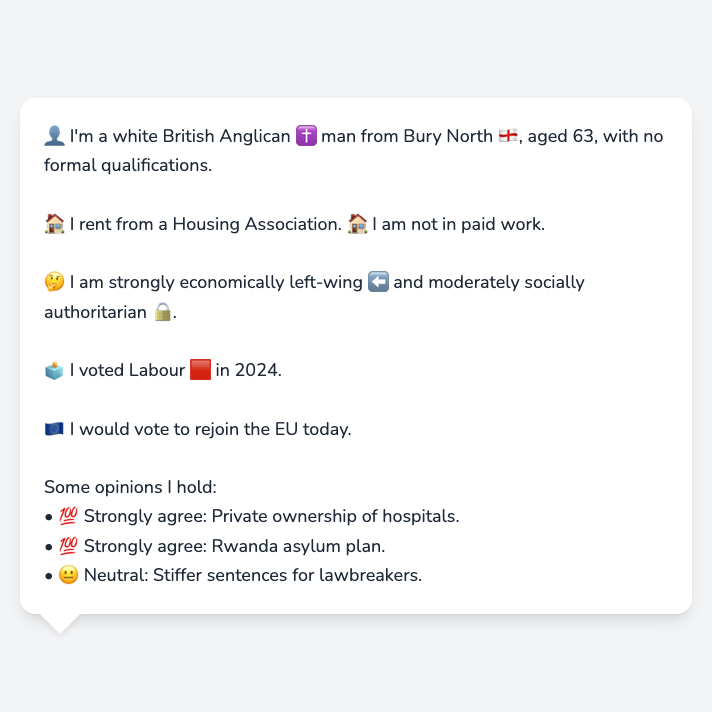 👤 I'm a white British Anglican ✝️ man from Bury North 🏴󠁧󠁢󠁥󠁮󠁧󠁿, aged 63, with no
formal qualifications.
🏠 I rent from a Housing Association. 🏠 I am not in paid work.
🤔 I am strongly economically left-wing ⬅️ and moderately socially
authoritarian 🔒.
🗳️ I voted Labour 🟥 in 2024.
🇪🇺 I would vote to rejoin the EU today.
Some opinions I hold:
• 💯 Strongly agree: Private ownership of hospitals.
• 💯 Strongly agree: Rwanda asylum plan.
• 😐 Neutral: Stiffer sentences for lawbreakers.